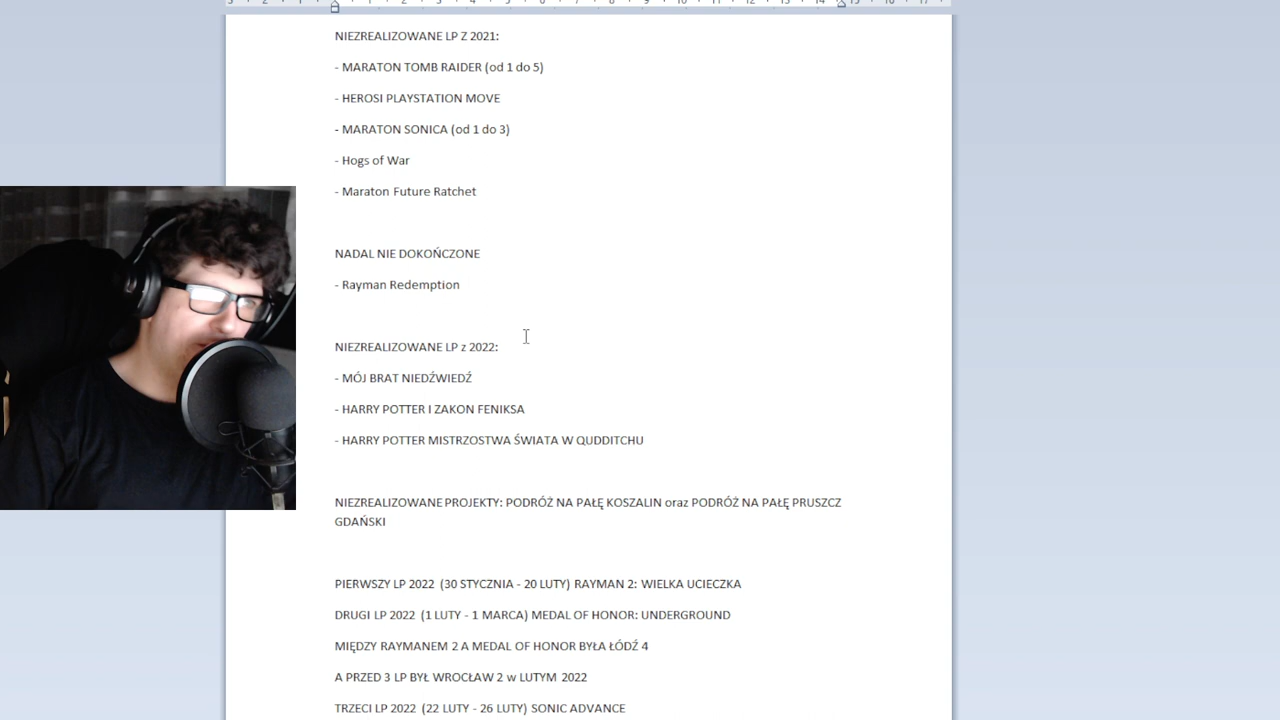 NIEZREALIZOWANE LP Z 2021:
- MARATON TOMB RAIDER (od 1 do 5)
- HEROSI PLAYSTATION MOVE
- MARATON SONICA (od 1 do 3)
- Hogs of War
- Maraton Future Ratchet
NADAL NIE DOKOŃCZONE
- Rayman Redemption
NIEZREALIZOWANE LP z 2022:
- MÓJ BRAT NIEDŹWIEDŹ
- HARRY POTTER I ZAKON FENIKSA
- HARRY POTTER MISTRZOSTWA ŚWIATA W QUDDITCHU
NIEZREALIZOWANE PROJEKTY: PODRÓŻ NA PAŁĘ KOSZALIN oraz PODRÓŻ NA PAŁĘ PRUSZCZ
GDAŃSKI
PIERWSZY LP 2022 (30 STYCZNIA - 20 LUTY) RAYMAN 2: WIELKA UCIECZKA
DRUGI LP 2022 (1 LUTY - 1 MARCA) MEDAL OF HONOR: UNDERGROUND
MIĘDZY RAYMANEM 2 A MEDAL OF HONOR BYŁA ŁÓDŹ 4
A PRZED 3 LP BYŁ WROCŁAW 2 w LUTYM 2022
TRZECI LP 2022 (22 LUTY - 26 LUTY) SONIC ADVANCE